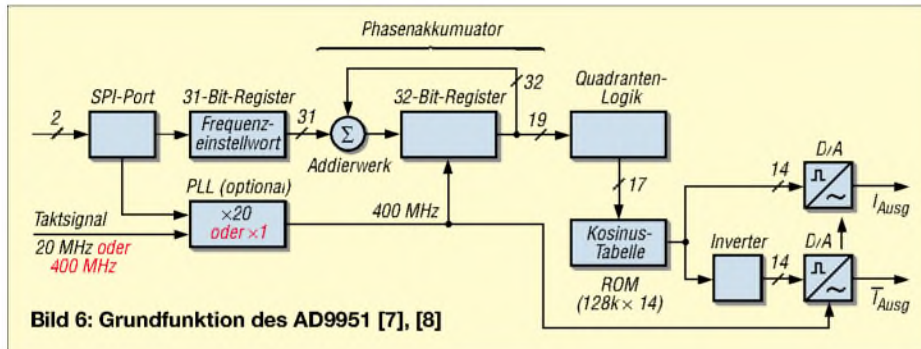 Phasenakkumuator
32
SPI-Port
31-Bit-Register
32-Bit-Register
Quadranten-
Logik
2
Frequenz-
einstellwort
31
Σ
19
Addierwerk
D/A
PLL (optional)
17
14
I Ausg
×20
oder ×1
400 MHz
Taktsignal
20 MHz oder
400 MHz
Kosinus-
Tabelle
Inverter
14
D/A
ROM
(128k × 14)
I̅ Ausg
Bild 6: Grundfunktion des AD9951 [7], [8]